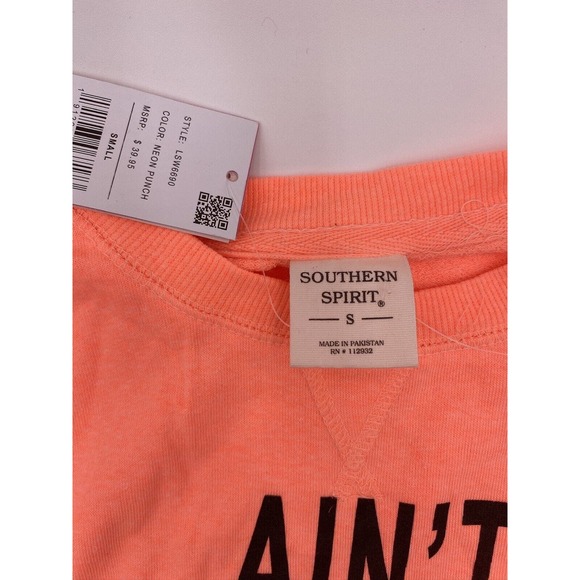 STYLE: LSW6690
COLOR: NEON PUNCH
MSRP: $ 39.95
SMALL
SOUTHERN
SPIRIT®
S
MADE IN PAKISTAN
RN # 112932
AIN'T